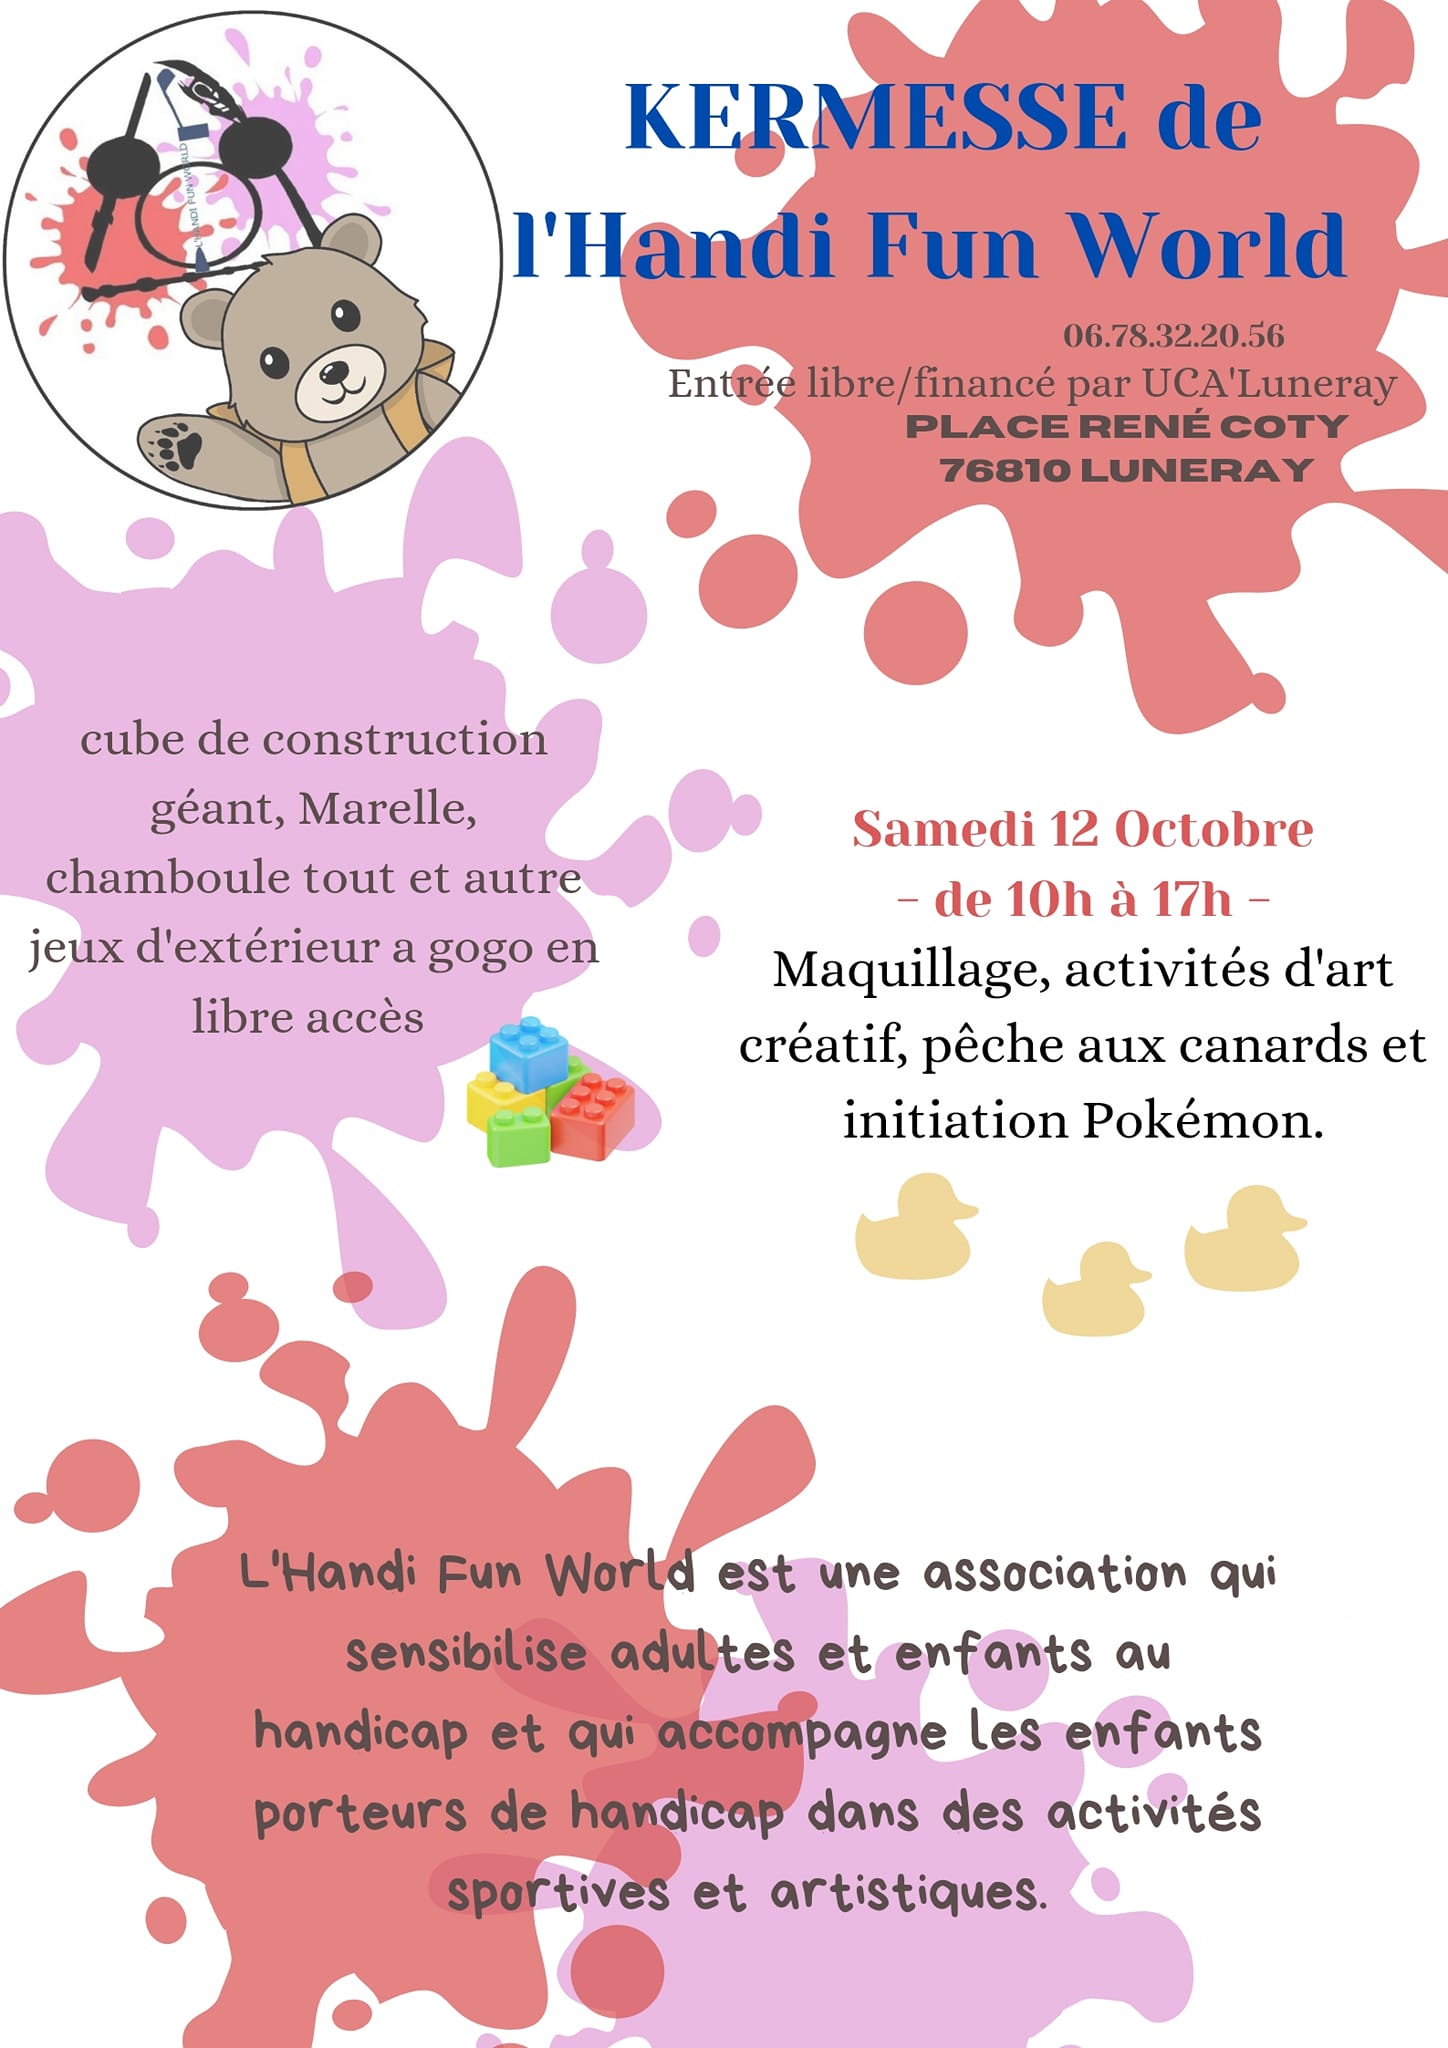 L'HANDI FUN WORLD
KERMESSE de
l'Handi Fun World
06.78.32.20.56
Entrée libre/financé par UCA'Luneray
PLACE RENÉ COTY
76810 LUNERAY
cube de construction
géant, Marelle,
chamboule tout et autre
jeux d'extérieur a gogo en
libre accès
Samedi 12 Octobre
- de 10h à 17h -
Maquillage, activités d'art
créatif, pêche aux canards et
initiation Pokémon.
L'Handi Fun World est une association qui
sensibilise adultes et enfants au
handicap et qui accompagne les enfants
porteurs de handicap dans des activités
sportives et artistiques.